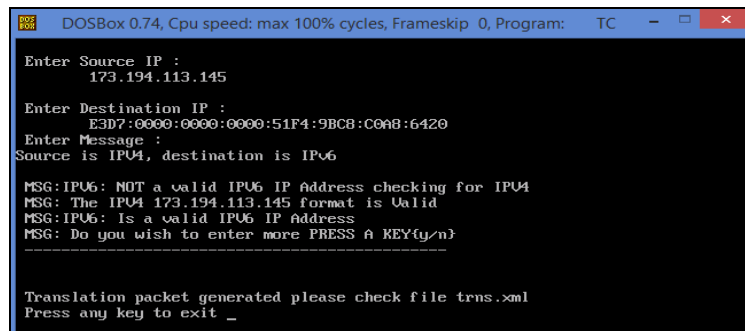 DOSBox 0.74, Cpu speed: max 100% cycles, Frameskip 0, Program: TC
Enter Source IP :
173.194.113.145
Enter Destination IP :
E3D7:0000:0000:0000:51F4:9BC8:C0A8:6420
Enter Message :
Source is IPV4, destination is IPv6
MSG:IPV6: NOT a valid IPV6 IP Address checking for IPV4
MSG: The IPV4 173.194.113.145 format is Valid
MSG:IPV6: Is a valid IPV6 IP Address
MSG: Do you wish to enter more PRESS A KEY{y/n}
------------------------------------------------
Translation packet generated please check file trns.xml
Press any key to exit _